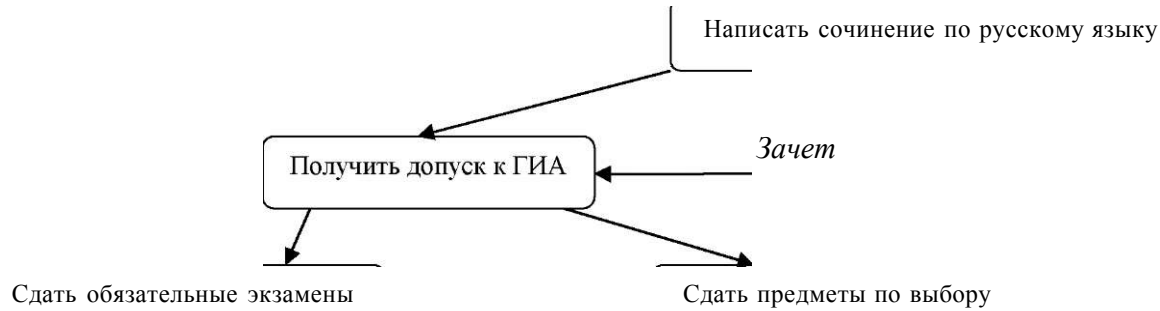 Написать сочинение по русскому языку
Зачет
Получить допуск к ГИА
Сдать обязательные экзамены
Сдать предметы по выбору